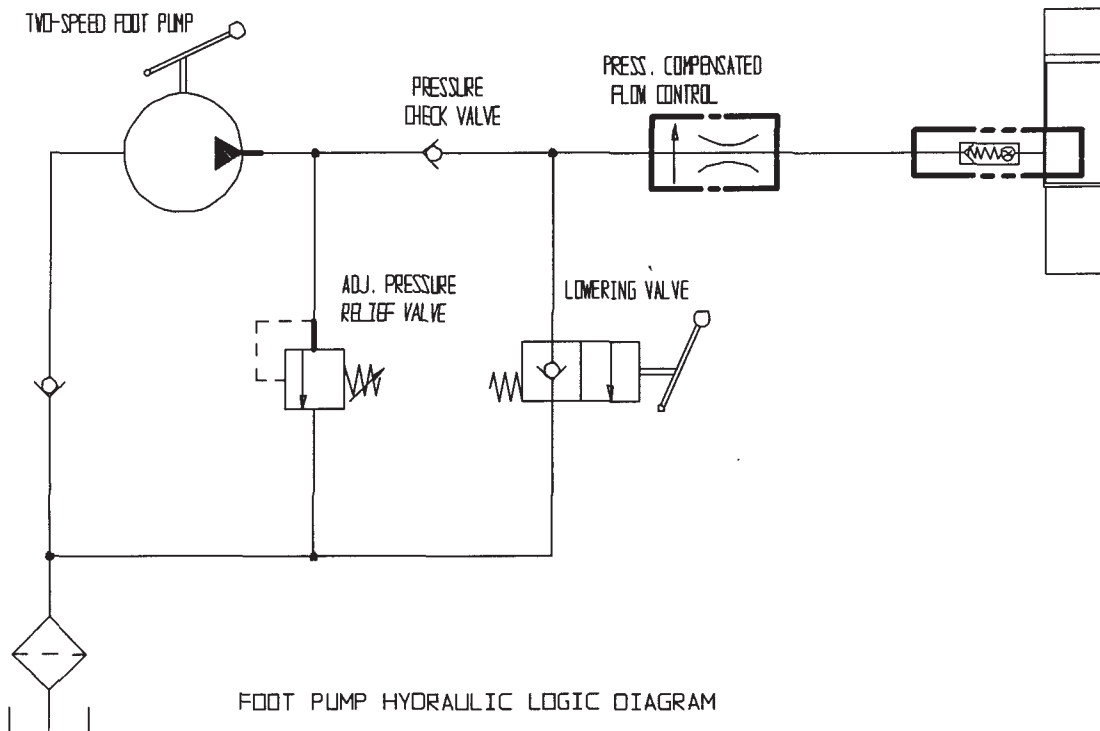 TWO-SPEED FOOT PUMP
PRESSURE
CHECK VALVE
PRESS. COMPENSATED
FLOW CONTROL
ADJ. PRESSURE
RELIEF VALVE
LOWERING VALVE
FOOT PUMP HYDRAULIC LOGIC DIAGRAM